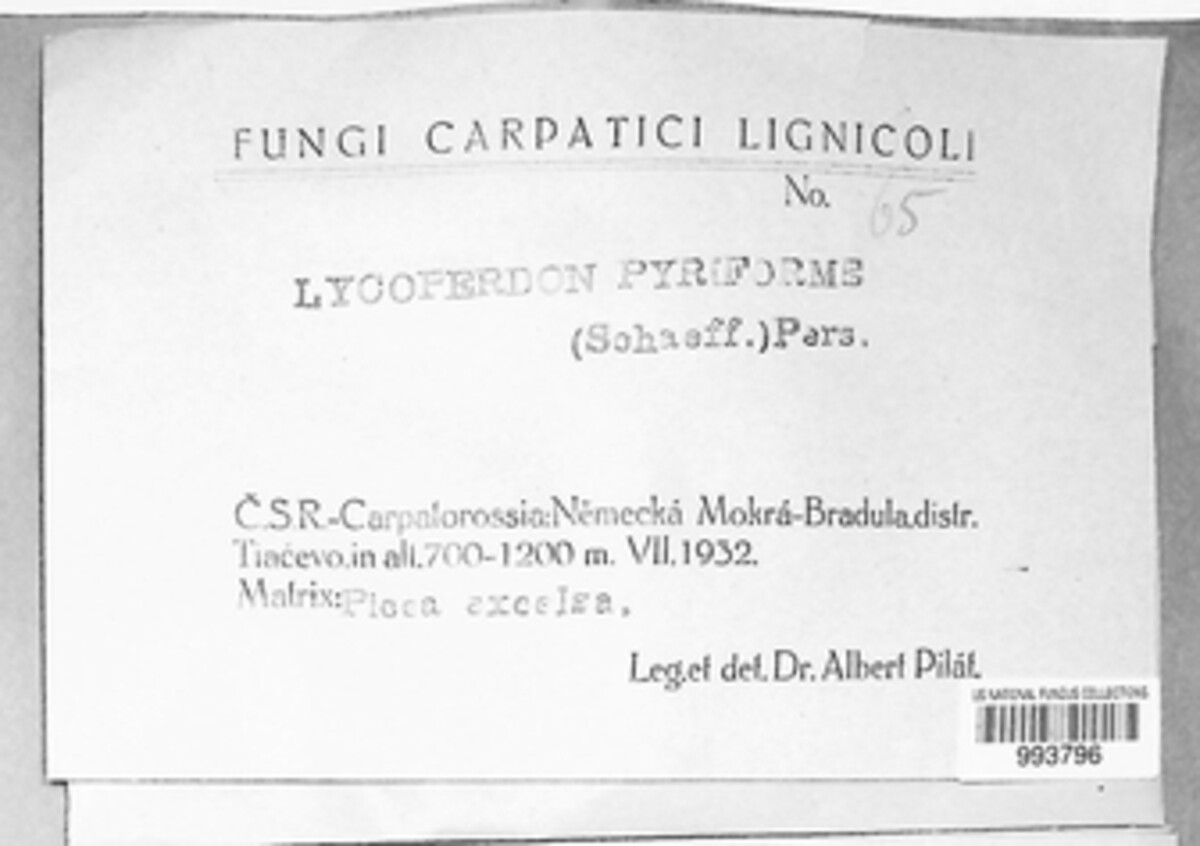 FUNGI CARPATICI LIGNICOLI
No. 65
LYCOPERDON PYRIFORME
(Schaeff.)Pers.
Č.S.R.-Carpatorossia:Německá Mokrá-Bradula.distr.
Tiačevo.in alt.700-1200 m. VII.1932.
Matrix:Picea excelsa.
Leg.et det.Dr.Albert Pilát.
US NATIONAL FUNGUS COLLECTIONS
993796